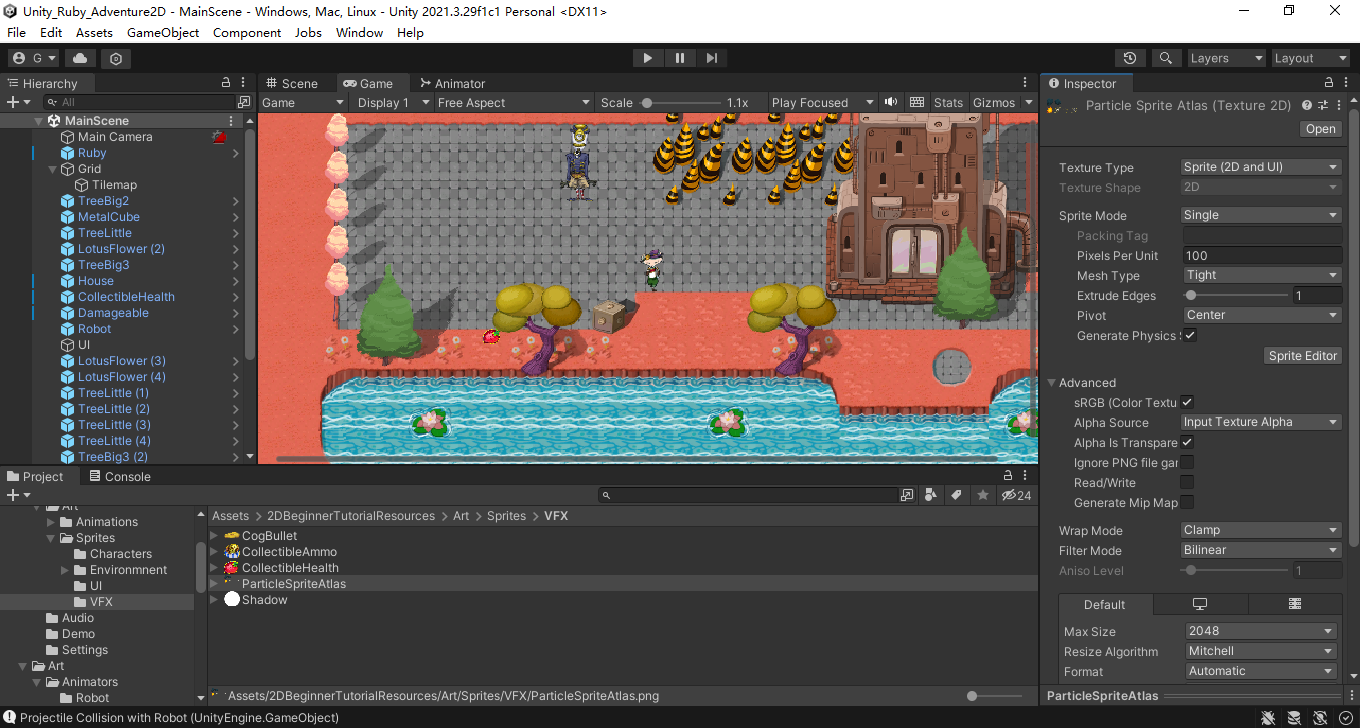 Unity_Ruby_Adventure2D - MainScene - Windows, Mac, Linux - Unity 2021.3.29f1c1 Personal <DX11>
File Edit Assets GameObject Component Jobs Window Help
G Layers Layout
Hierarchy
All
MainScene
Main Camera
Ruby
Grid
Tilemap
TreeBig2
MetalCube
TreeLittle
LotusFlower (2)
TreeBig3
House
CollectibleHealth
Damageable
Robot
UI
LotusFlower (3)
LotusFlower (4)
TreeLittle (1)
TreeLittle (2)
TreeLittle (3)
TreeLittle (4)
TreeBig3 (2)
Scene Game Animator
Game Display 1 Free Aspect Scale 1.1x Play Focused Stats Gizmos
Inspector
Particle Sprite Atlas (Texture 2D)
Open
Texture Type Sprite (2D and UI)
Texture Shape 2D
Sprite Mode Single
Packing Tag
Pixels Per Unit 100
Mesh Type Tight
Extrude Edges 1
Pivot Center
Generate Physics S
Sprite Editor
Advanced
sRGB (Color Textu
Alpha Source Input Texture Alpha
Alpha Is Transpare
Ignore PNG file gar
Read/Write
Generate Mip Map
Wrap Mode Clamp
Filter Mode Bilinear
Aniso Level 1
Default
Max Size 2048
Resize Algorithm Mitchell
Format Automatic
ParticleSpriteAtlas
Project Console
24
Art
Animations
Sprites
Characters
Environmnent
UI
VFX
Audio
Demo
Settings
Art
Animators
Robot
Assets > 2DBeginnerTutorialResources > Art > Sprites > VFX
CogBullet
CollectibleAmmo
CollectibleHealth
ParticleSpriteAtlas
Shadow
Assets/2DBeginnerTutorialResources/Art/Sprites/VFX/ParticleSpriteAtlas.png
Projectile Collision with Robot (UnityEngine.GameObject)